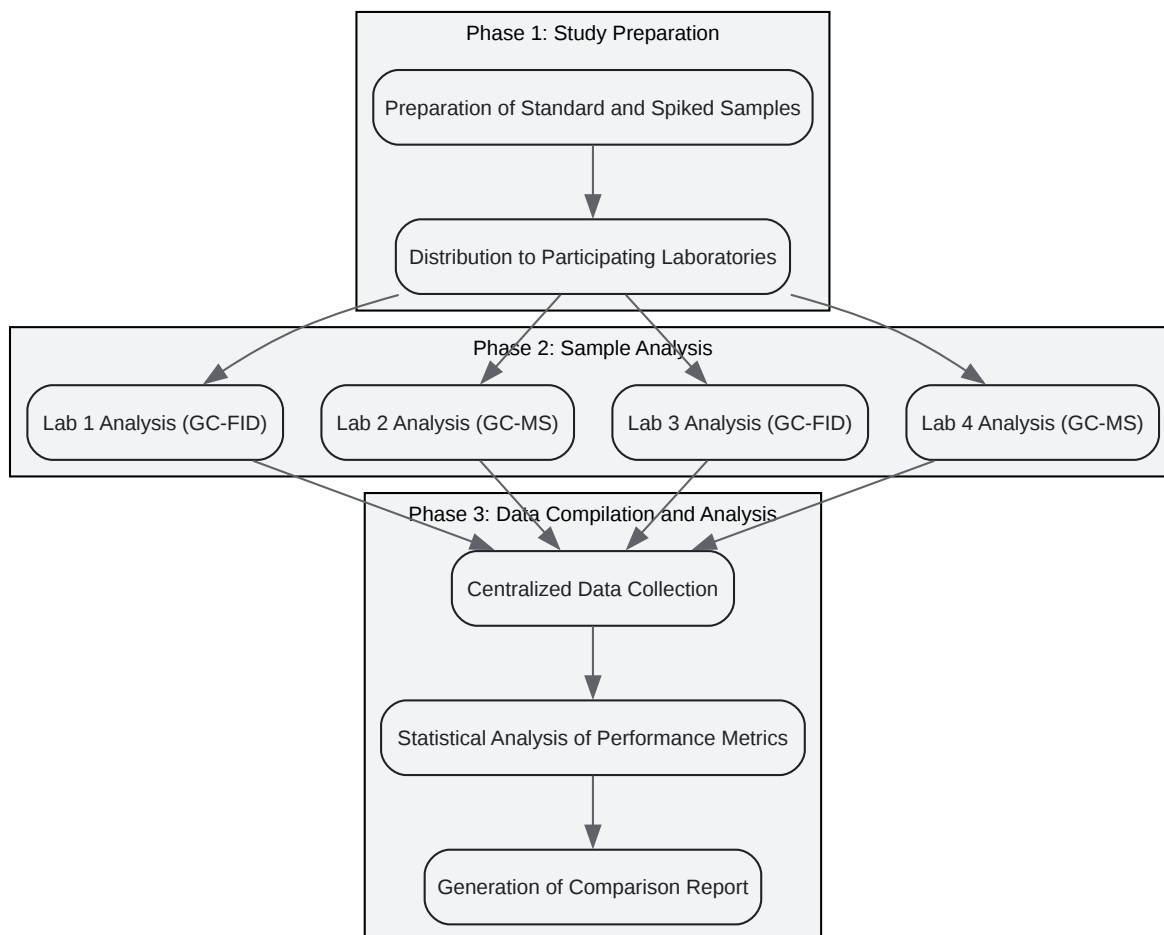 Phase 1: Study Preparation
Preparation of Standard and Spiked Samples
Distribution to Participating Laboratories
Phase 2: Sample Analysis
Lab 1 Analysis (GC-FID)
Lab 2 Analysis (GC-MS)
Lab 3 Analysis (GC-FID)
Lab 4 Analysis (GC-MS)
Phase 3: Data Compilation and Analysis
Centralized Data Collection
Statistical Analysis of Performance Metrics
Generation of Comparison Report